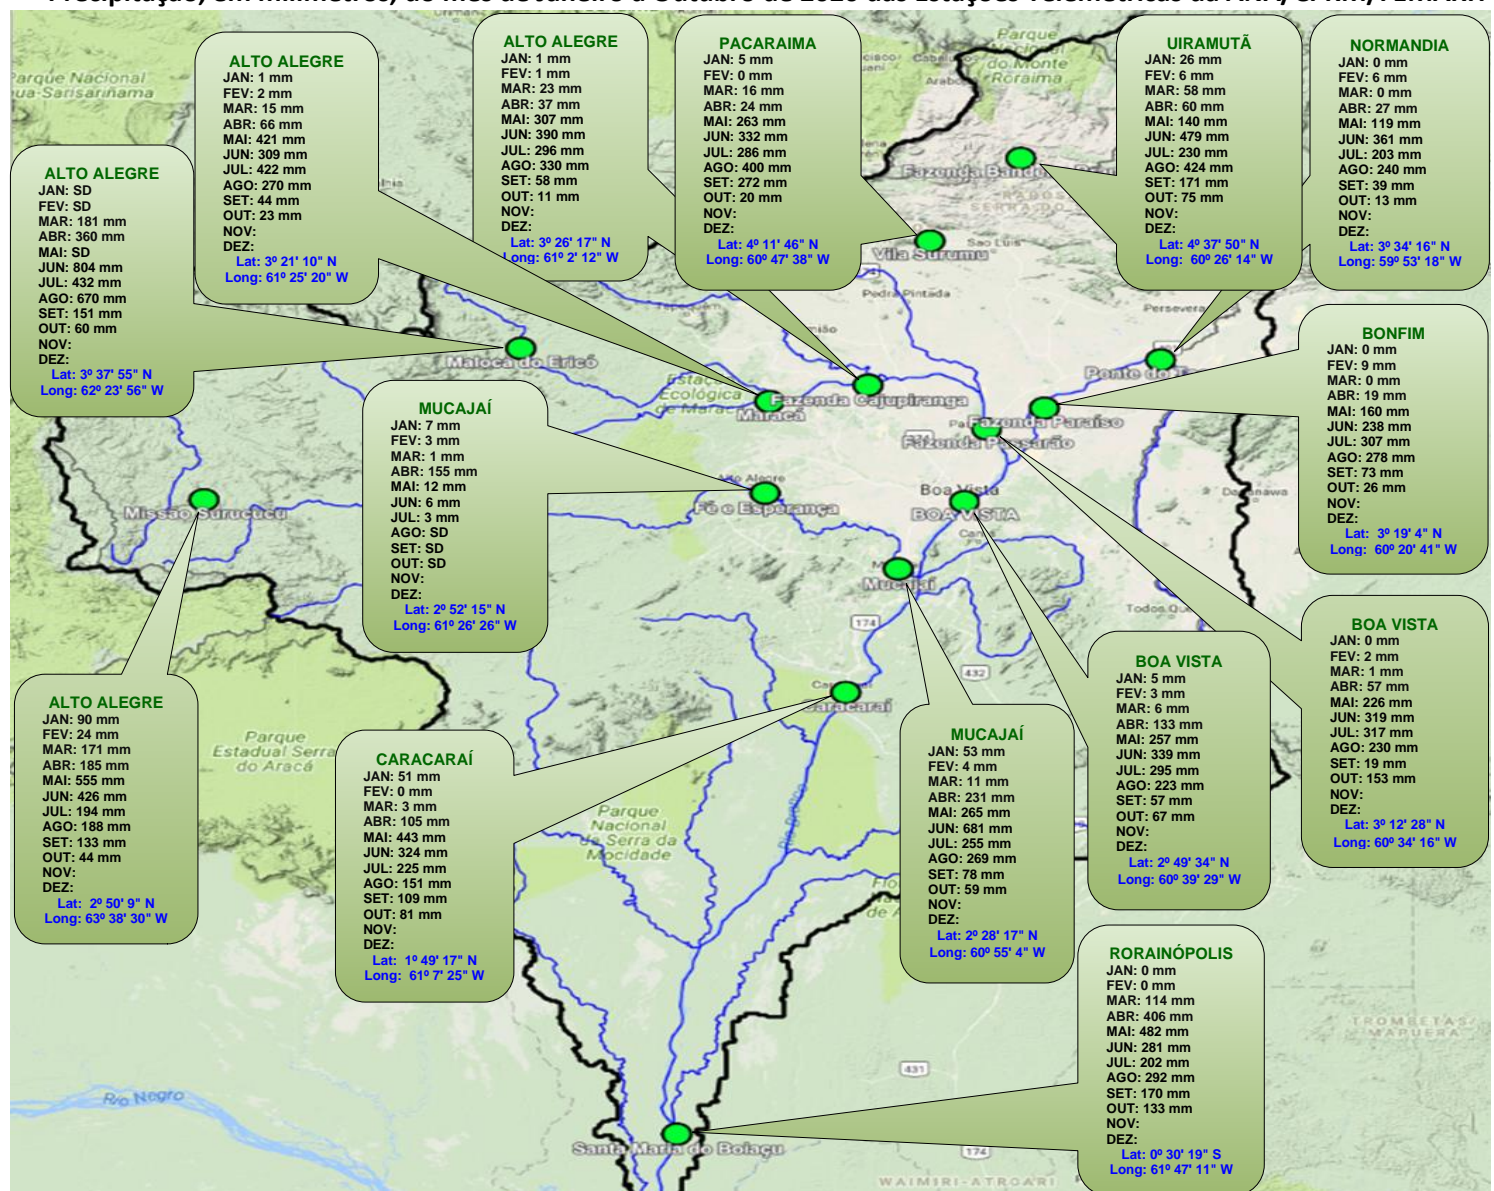 ALTO ALEGRE
JAN: 1 mm
FEV: 2 mm
MAR: 15 mm
ABR: 66 mm
MAI: 421 mm
JUN: 309 mm
JUL: 422 mm
AGO: 270 mm
SET: 44 mm
OUT: 23 mm
NOV:
DEZ:
Lat: 3º 21' 10" N
Long: 61º 25' 20" W
ALTO ALEGRE
JAN: 1 mm
FEV: 1 mm
MAR: 23 mm
ABR: 37 mm
MAI: 307 mm
JUN: 390 mm
JUL: 296 mm
AGO: 330 mm
SET: 58 mm
OUT: 11 mm
NOV:
DEZ:
Lat: 3º 26' 17" N
Long: 61º 2' 12" W
PACARAIMA
JAN: 5 mm
FEV: 0 mm
MAR: 16 mm
ABR: 24 mm
MAI: 263 mm
JUN: 332 mm
JUL: 286 mm
AGO: 400 mm
SET: 272 mm
OUT: 20 mm
NOV:
DEZ:
Lat: 4º 11' 46" N
Long: 60º 47' 38" W
UIRAMUTÃ
JAN: 26 mm
FEV: 6 mm
MAR: 58 mm
ABR: 60 mm
MAI: 140 mm
JUN: 479 mm
JUL: 230 mm
AGO: 424 mm
SET: 171 mm
OUT: 75 mm
NOV:
DEZ:
Lat: 4º 37' 50" N
Long: 60º 26' 14" W
NORMANDIA
JAN: 0 mm
FEV: 6 mm
MAR: 0 mm
ABR: 27 mm
MAI: 119 mm
JUN: 361 mm
JUL: 203 mm
AGO: 240 mm
SET: 39 mm
OUT: 13 mm
NOV:
DEZ:
Lat: 3º 34' 16" N
Long: 59º 53' 18" W
ALTO ALEGRE
JAN: SD
FEV: SD
MAR: 181 mm
ABR: 360 mm
MAI: SD
JUN: 804 mm
JUL: 432 mm
AGO: 670 mm
SET: 151 mm
OUT: 60 mm
NOV:
DEZ:
Lat: 3º 37' 55" N
Long: 62º 23' 56" W
BONFIM
JAN: 0 mm
FEV: 9 mm
MAR: 0 mm
ABR: 19 mm
MAI: 160 mm
JUN: 238 mm
JUL: 307 mm
AGO: 278 mm
SET: 73 mm
OUT: 26 mm
NOV:
DEZ:
Lat: 3º 19' 4" N
Long: 60º 20' 41" W
MUCAJAÍ
JAN: 7 mm
FEV: 3 mm
MAR: 1 mm
ABR: 155 mm
MAI: 12 mm
JUN: 6 mm
JUL: 3 mm
AGO: SD
SET: SD
OUT: SD
NOV:
DEZ:
Lat: 2º 52' 15" N
Long: 61º 26' 26" W
BOA VISTA
JAN: 0 mm
FEV: 2 mm
MAR: 1 mm
ABR: 57 mm
MAI: 226 mm
JUN: 319 mm
JUL: 317 mm
AGO: 230 mm
SET: 19 mm
OUT: 153 mm
NOV:
DEZ:
Lat: 3º 12' 28" N
Long: 60º 34' 16" W
BOA VISTA
JAN: 5 mm
FEV: 3 mm
MAR: 6 mm
ABR: 133 mm
MAI: 257 mm
JUN: 339 mm
JUL: 295 mm
AGO: 223 mm
SET: 57 mm
OUT: 67 mm
NOV:
DEZ:
Lat: 2º 49' 34" N
Long: 60º 39' 29" W
ALTO ALEGRE
JAN: 90 mm
FEV: 24 mm
MAR: 171 mm
ABR: 185 mm
MAI: 555 mm
JUN: 426 mm
JUL: 194 mm
AGO: 188 mm
SET: 133 mm
OUT: 44 mm
NOV:
DEZ:
Lat: 2º 50' 9" N
Long: 63º 38' 30" W
CARACARAÍ
JAN: 51 mm
FEV: 0 mm
MAR: 3 mm
ABR: 105 mm
MAI: 443 mm
JUN: 324 mm
JUL: 225 mm
AGO: 151 mm
SET: 109 mm
OUT: 81 mm
NOV:
DEZ:
Lat: 1º 49' 17" N
Long: 61º 7' 25" W
MUCAJAÍ
JAN: 53 mm
FEV: 4 mm
MAR: 11 mm
ABR: 231 mm
MAI: 265 mm
JUN: 681 mm
JUL: 255 mm
AGO: 269 mm
SET: 78 mm
OUT: 59 mm
NOV:
DEZ:
Lat: 2º 28' 17" N
Long: 60º 55' 4" W
RORAINÓPOLIS
JAN: 0 mm
FEV: 0 mm
MAR: 114 mm
ABR: 406 mm
MAI: 482 mm
JUN: 281 mm
JUL: 202 mm
AGO: 292 mm
SET: 170 mm
OUT: 133 mm
NOV:
DEZ:
Lat: 0º 30' 19" S
Long: 61º 47' 11" W
Parque
do Monte
Roraima
Vila Surumu
Sao Luis
Pedra Pintada
Maloca do Ericó
Ecológica
Maracá
Fazenda Cajupiranga
Fazenda Paraíso
Fazenda Passarão
Missão Surucucu
Fé e Esperança
Boa Vista
BOA VISTA
Mucajaí
174
432
Caracaraí
Parque
Estadual Serra
do Aracá
Parque
Nacional
da Serra da
Mocidade
Rio Branco
Rio Negro
431
TROMBETAS/
MAPUERA
Santa Maria do Boiaçu
174
WAIMIRI-ATROARI